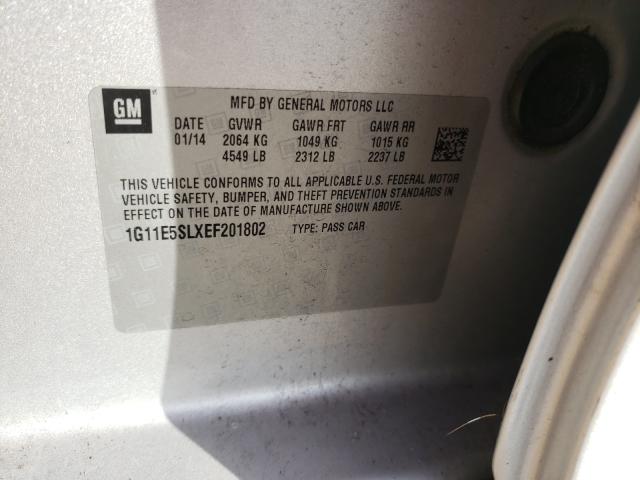 GM
MFD BY GENERAL MOTORS LLC
DATE GVWR GAWR FRT GAWR RR
01/14 2064 KG 1049 KG 1015 KG
4549 LB 2312 LB 2237 LB
THIS VEHICLE CONFORMS TO ALL APPLICABLE U.S. FEDERAL MOTOR
VEHICLE SAFETY, BUMPER, AND THEFT PREVENTION STANDARDS IN
EFFECT ON THE DATE OF MANUFACTURE SHOWN ABOVE.
1G11E5SLXEF201802 TYPE: PASS CAR